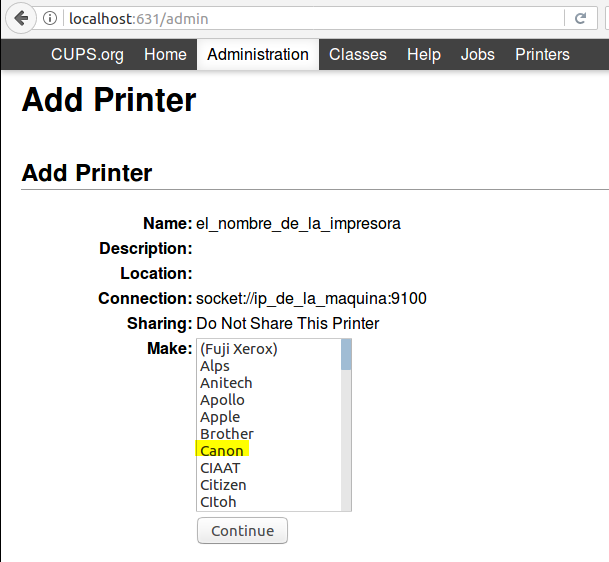 localhost:631/admin
CUPS.org Home Administration Classes Help Jobs Printers
Add Printer
Add Printer
Name: el_nombre_de_la_impresora
Description:
Location:
Connection: socket://ip_de_la_maquina:9100
Sharing: Do Not Share This Printer
Make: (Fuji Xerox)
Alps
Anitech
Apollo
Apple
Brother
Canon
CIAAT
Citizen
CItoh
Continue